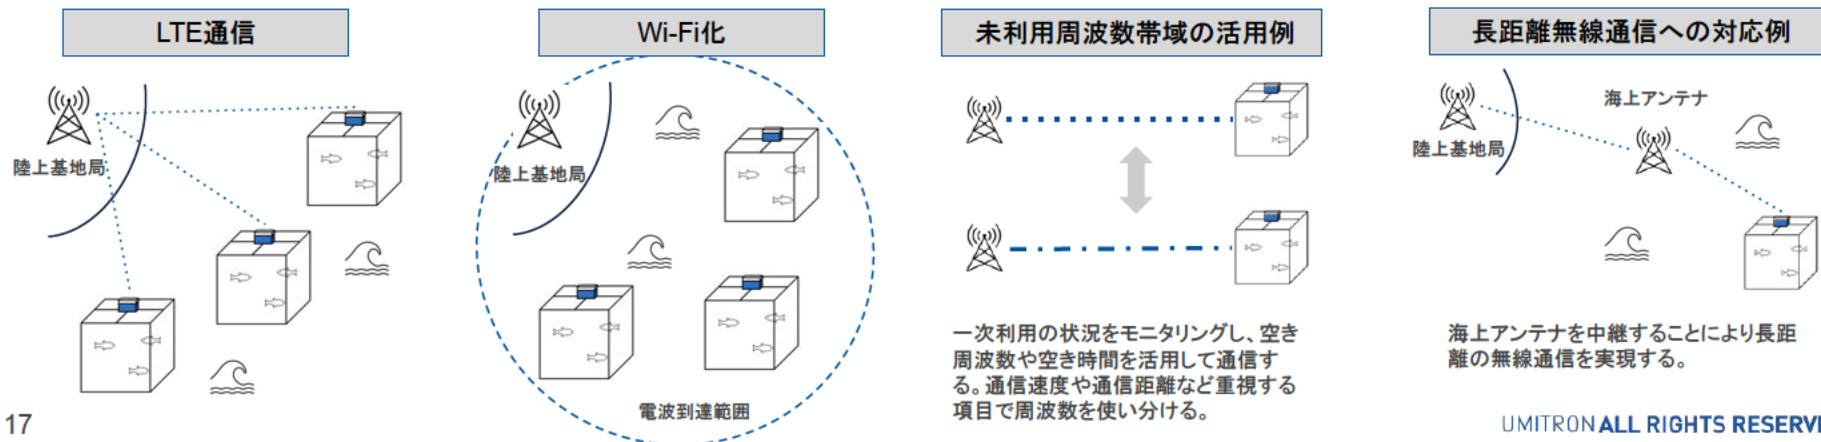 LTE通信
陸上基地局
Wi-Fi化
陸上基地局
電波到達範囲
未利用周波数帯域の活用例
一次利用の状況をモニタリングし、空き
周波数や空き時間を活用して通信す
る。通信速度や通信距離など重視する
項目で周波数を使い分ける。
長距離無線通信への対応例
海上アンテナ
陸上基地局
海上アンテナを中継することにより長距
離の無線通信を実現する。
17
UMITRON ALL RIGHTS RESERVE